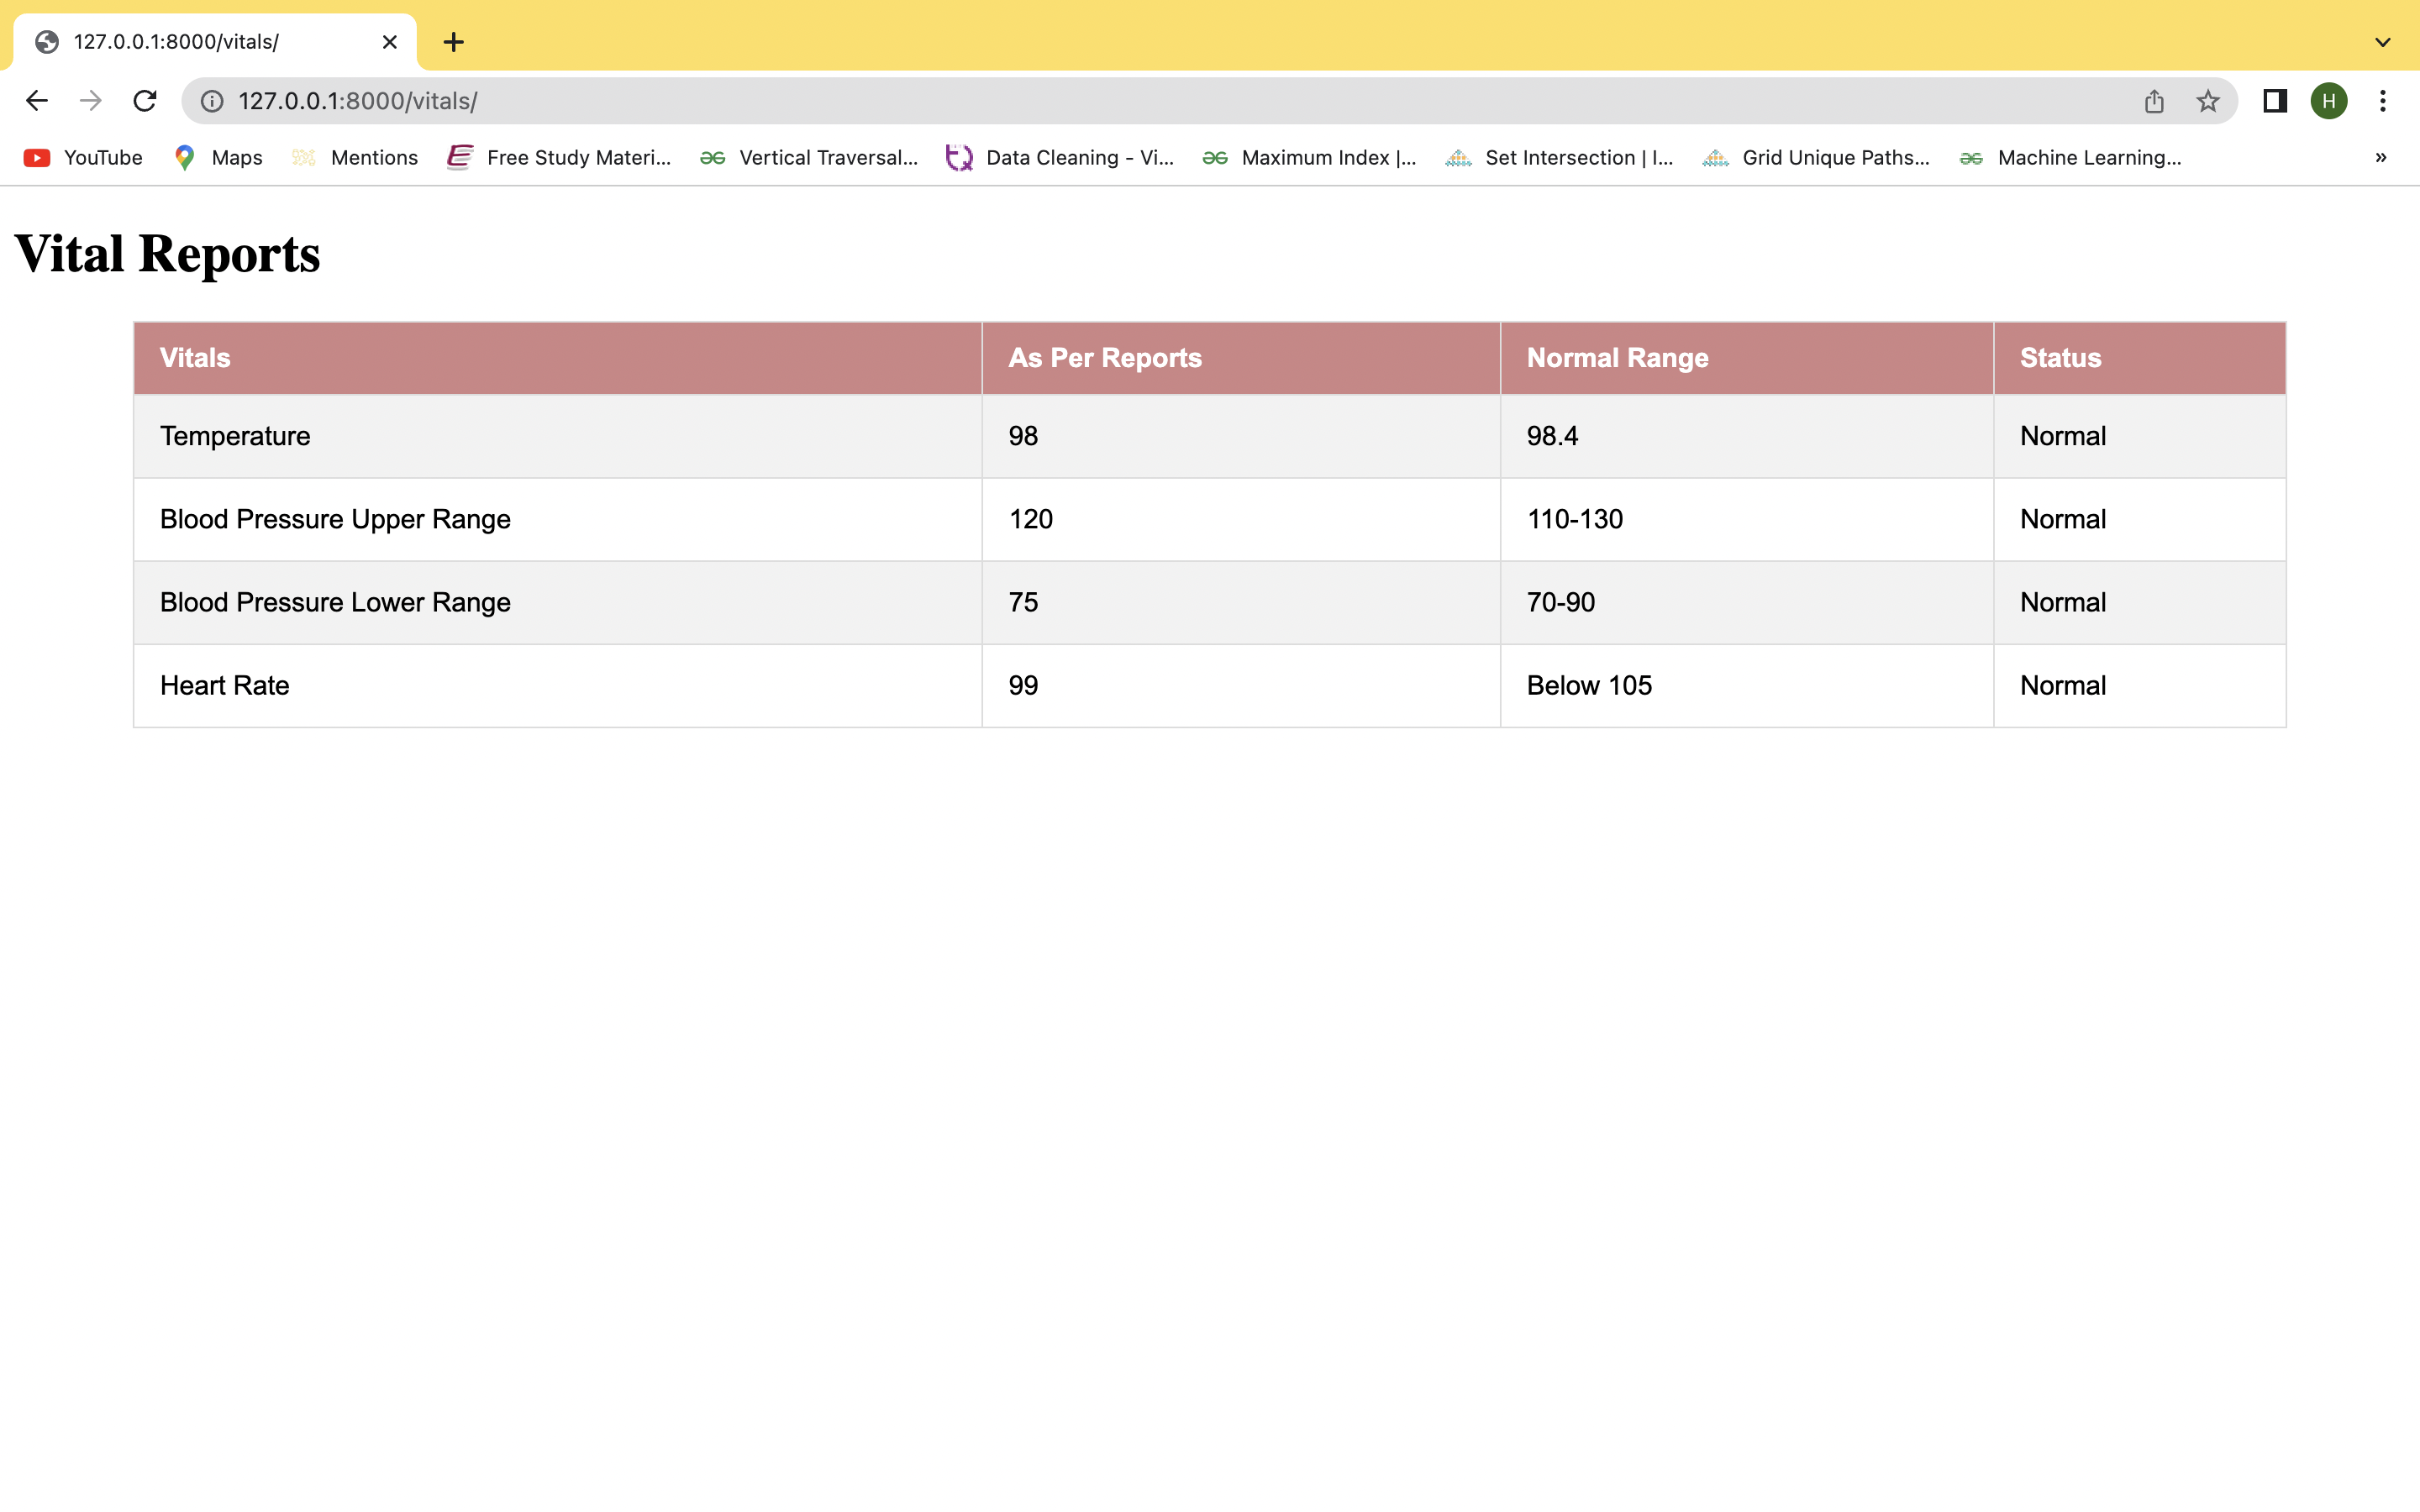 127.0.0.1:8000/vitals/
127.0.0.1:8000/vitals/
H
YouTube Maps Mentions Free Study Materi... Vertical Traversal... Data Cleaning - Vi... Maximum Index |... Set Intersection | I... Grid Unique Paths... Machine Learning... »
Vital Reports
Vitals As Per Reports Normal Range Status
Temperature 98 98.4 Normal
Blood Pressure Upper Range 120 110-130 Normal
Blood Pressure Lower Range 75 70-90 Normal
Heart Rate 99 Below 105 Normal